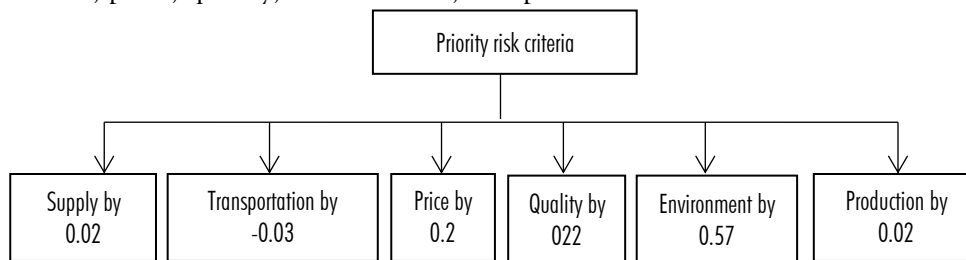 Priority risk criteria
Supply by
0.02
Transportation by
-0.03
Price by
0.2
Quality by
022
Environment by
0.57
Production by
0.02